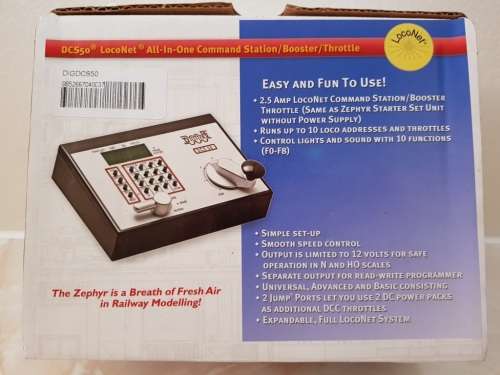 DCS50® LocoNet® All-In-One Command Station/Booster/Throttle
LocoNet®
DIGDCS50
Easy and Fun To Use!
• 2.5 Amp LocoNet Command Station/Booster
Throttle (Same as Zephyr Starter Set Unit
without Power Supply)
• Runs up to 10 loco addresses and throttles
• Control lights and sound with 10 functions
(F0-F8)
• Simple set-up
• Smooth speed control
• Output is limited to 12 volts for safe
operation in N and HO scales
• Separate output for read-write programmer
• Universal, Advanced and Basic consisting
• 2 Jump® Ports let you use 2 DC power packs
as additional DCC throttles
• Expandable, Full LocoNet System
The Zephyr is a Breath of Fresh Air
in Railway Modelling!